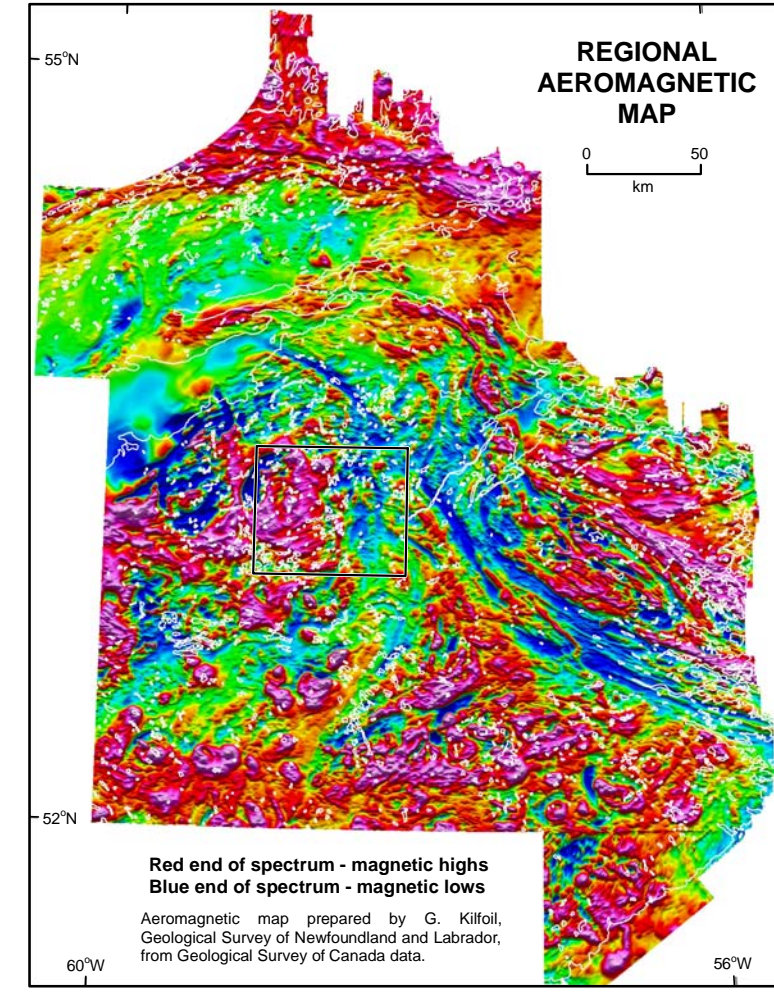 55°N
REGIONAL
AEROMAGNETIC
MAP
0 50
km
52°N
Red end of spectrum - magnetic highs
Blue end of spectrum - magnetic lows
Aeromagnetic map prepared by G. Kilfoil,
Geological Survey of Newfoundland and Labrador,
from Geological Survey of Canada data.
60°W
56°W